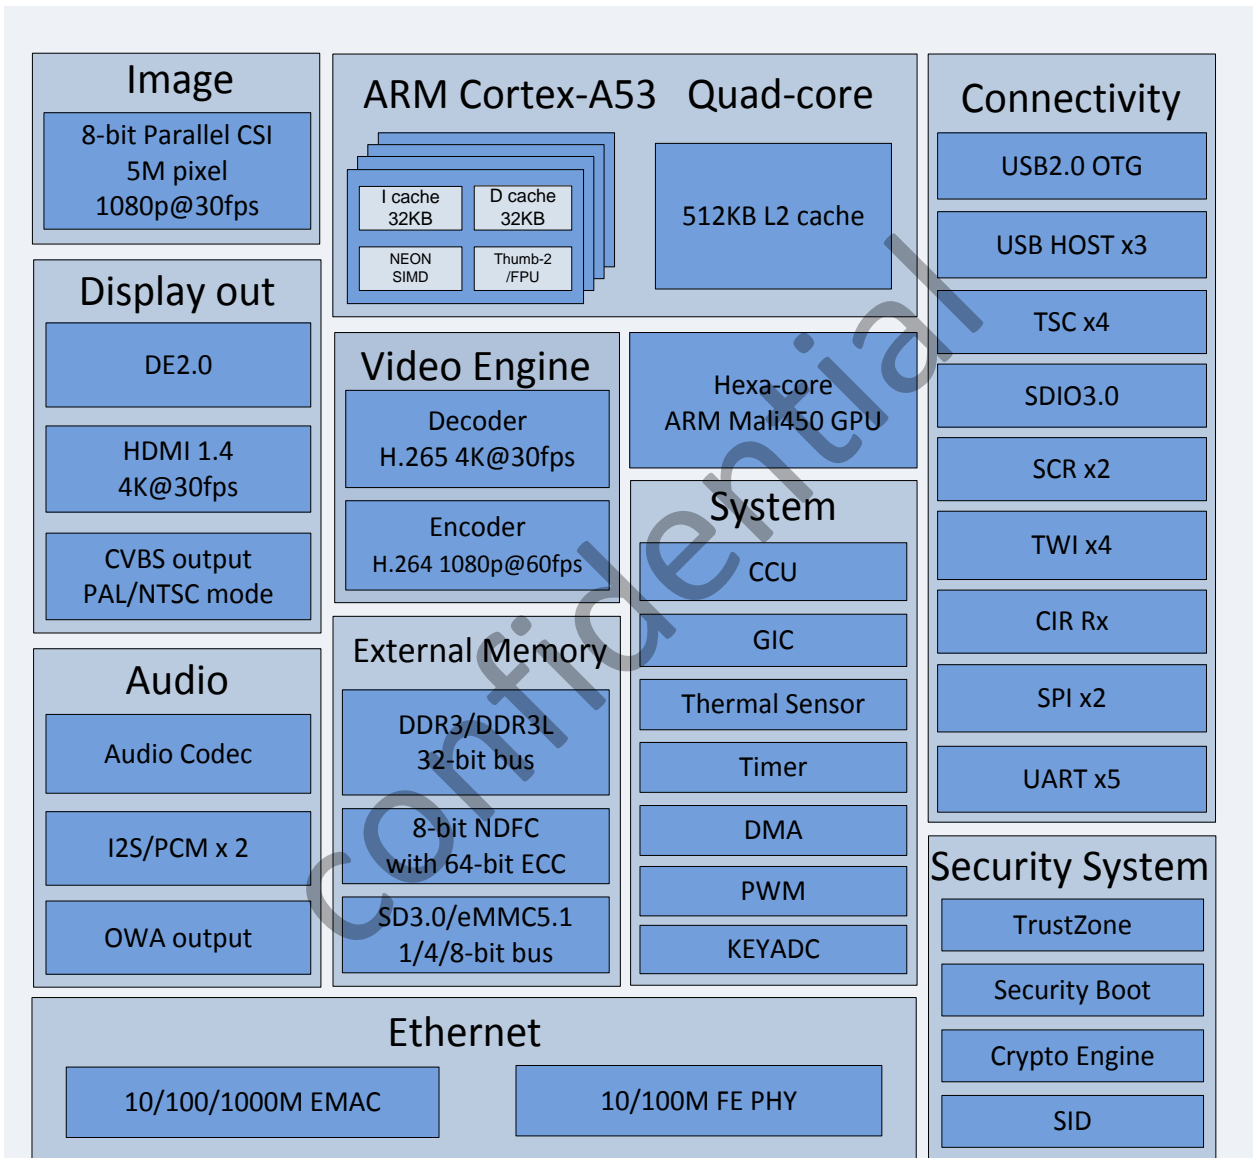 Image
8-bit Parallel CSI
5M pixel
1080p@30fps
Display out
DE2.0
HDMI 1.4
4K@30fps
CVBS output
PAL/NTSC mode
Audio
Audio Codec
I2S/PCM x 2
OWA output
ARM Cortex-A53 Quad-core
I cache
32KB
D cache
32KB
NEON
SIMD
Thumb-2
/FPU
512KB L2 cache
Video Engine
Decoder
H.265 4K@30fps
Encoder
H.264 1080p@60fps
External Memory
DDR3/DDR3L
32-bit bus
8-bit NDFC
with 64-bit ECC
SD3.0/eMMC5.1
1/4/8-bit bus
Hexa-core
ARM Mali450 GPU
System
CCU
GIC
Thermal Sensor
Timer
DMA
PWM
KEYADC
Connectivity
USB2.0 OTG
USB HOST x3
TSC x4
SDIO3.0
SCR x2
TWI x4
CIR Rx
SPI x2
UART x5
Security System
TrustZone
Security Boot
Crypto Engine
SID
Ethernet
10/100/1000M EMAC
10/100M FE PHY
confidential